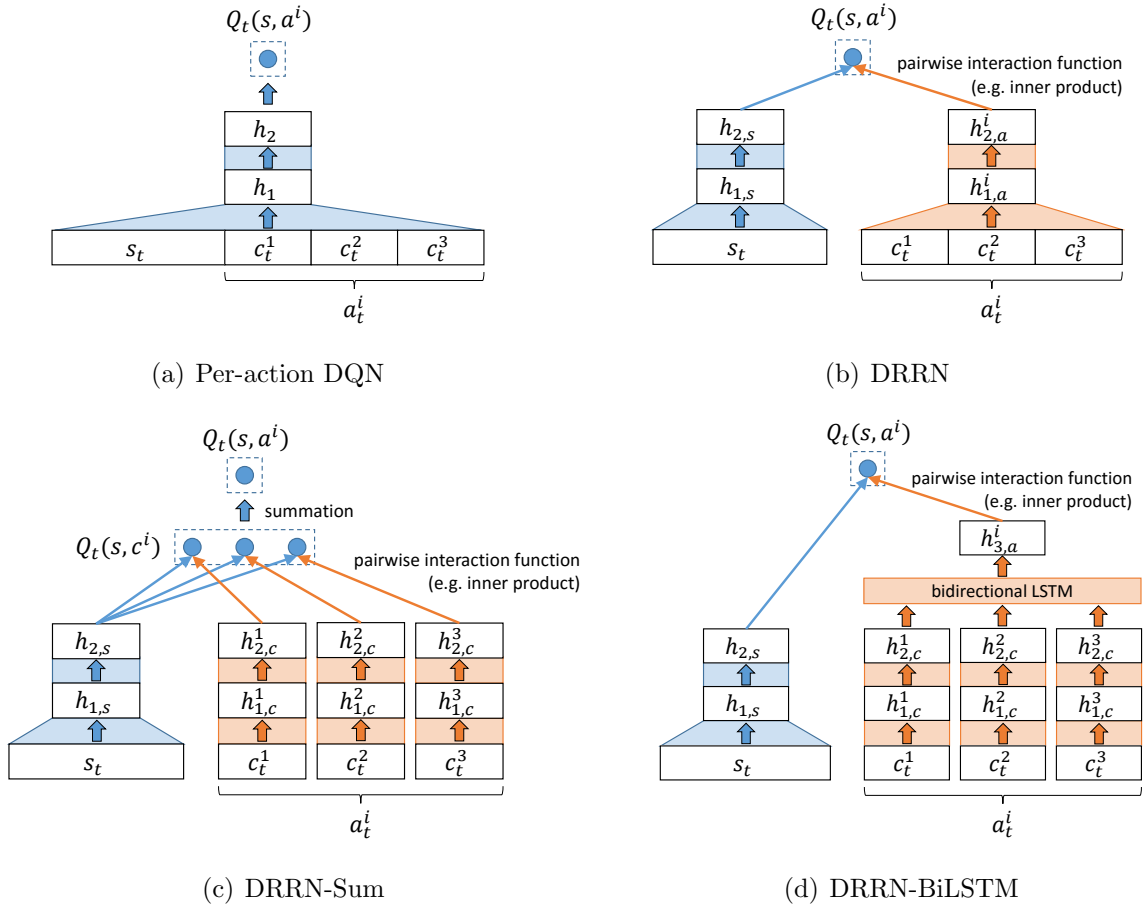 Q_t(s, a^i)
h_2
h_1
s_t c_t^1 c_t^2 c_t^3
a_t^i
(a) Per-action DQN
Q_t(s, a^i)
pairwise interaction function
(e.g. inner product)
h_{2,s} h_{2,a}^i
h_{1,s} h_{1,a}^i
s_t c_t^1 c_t^2 c_t^3
a_t^i
(b) DRRN
Q_t(s, a^i)
summation
Q_t(s, c^i)
pairwise interaction function
(e.g. inner product)
h_{2,s} h_{2,c}^1 h_{2,c}^2 h_{2,c}^3
h_{1,s} h_{1,c}^1 h_{1,c}^2 h_{1,c}^3
s_t c_t^1 c_t^2 c_t^3
a_t^i
(c) DRRN-Sum
Q_t(s, a^i)
pairwise interaction function
(e.g. inner product)
h_{3,a}^i
bidirectional LSTM
h_{2,s} h_{2,c}^1 h_{2,c}^2 h_{2,c}^3
h_{1,s} h_{1,c}^1 h_{1,c}^2 h_{1,c}^3
s_t c_t^1 c_t^2 c_t^3
a_t^i
(d) DRRN-BiLSTM